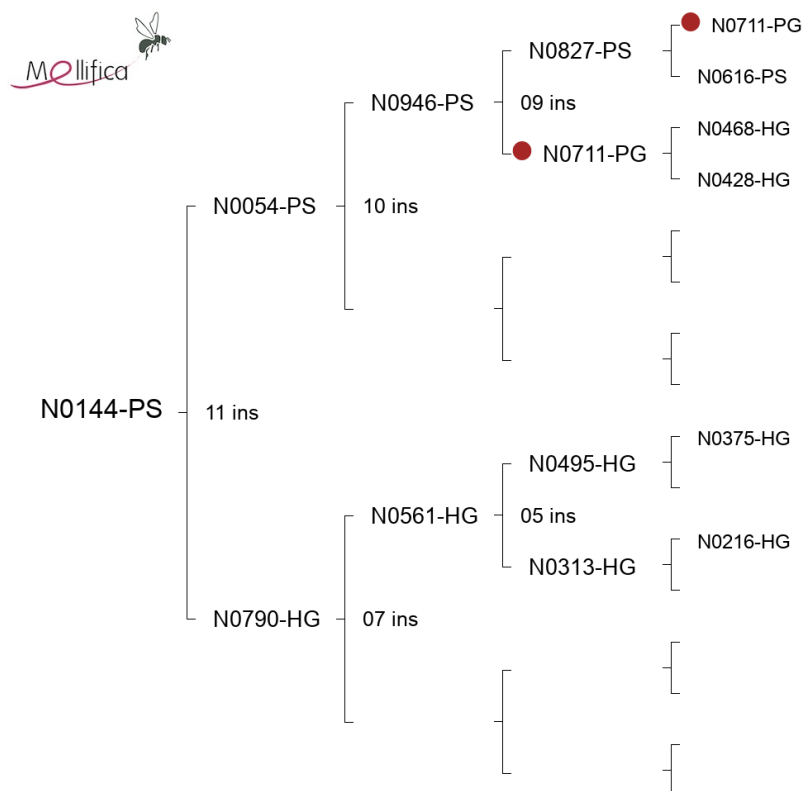 N0711-PG
Mellifica
N0827-PS
N0616-PS
N0946-PS
09 ins
N0468-HG
N0711-PG
N0428-HG
N0054-PS
10 ins
N0144-PS
11 ins
N0375-HG
N0495-HG
N0561-HG
05 ins
N0216-HG
N0313-HG
N0790-HG
07 ins